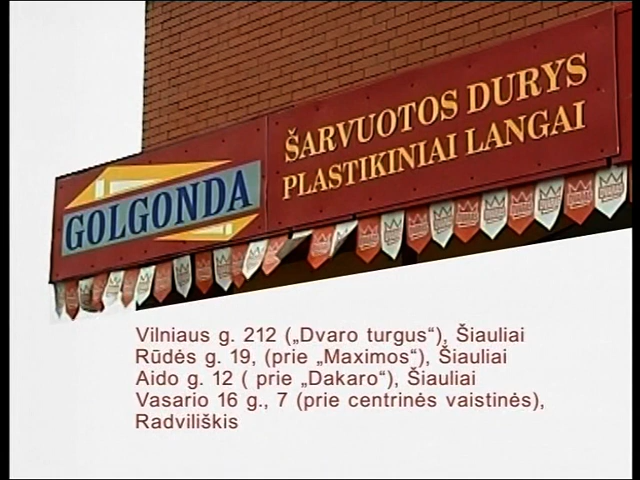 GOLGONDA
ŠARVUOTOS DURYS
PLASTIKINIAI LANGAI
Vilniaus g. 212 („Dvaro turgus“), Šiauliai
Rūdės g. 19, (prie „Maximos“), Šiauliai
Aido g. 12 ( prie „Dakaro“), Šiauliai
Vasario 16 g., 7 (prie centrinės vaistinės),
Radviliškis